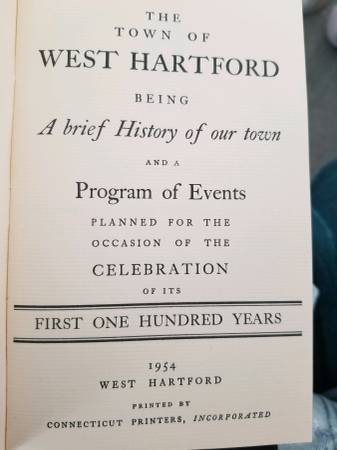 THE
TOWN OF
WEST HARTFORD
BEING
A brief History of our town
AND A
Program of Events
PLANNED FOR THE
OCCASION OF THE
CELEBRATION
OF ITS
FIRST ONE HUNDRED YEARS
1954
WEST HARTFORD
PRINTED BY
CONNECTICUT PRINTERS, INCORPORATED